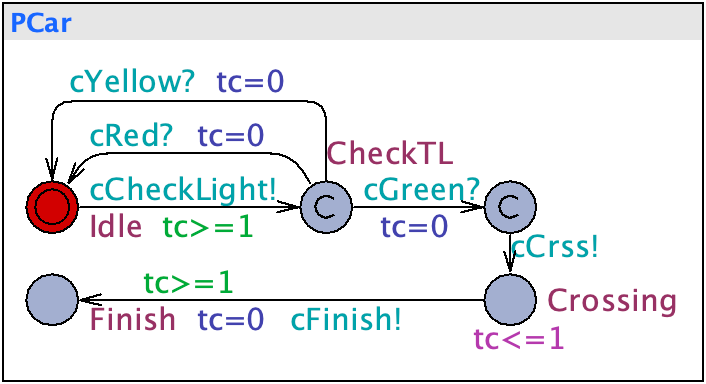 PCar
cYellow? tc=0
cRed? tc=0
CheckTL
cCheckLight! cGreen?
Idle tc>=1 C tc=0 C
cCrss!
tc>=1
Crossing
Finish tc=0 cFinish!
tc<=1